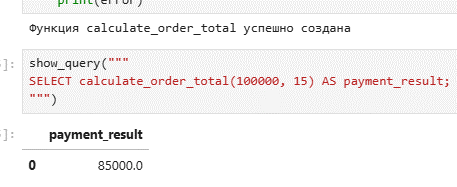 print(error)
Функция calculate_order_total успешно создана
]: show_query("""
SELECT calculate_order_total(100000, 15) AS payment_result;
""")
]:
payment_result
0 85000.0